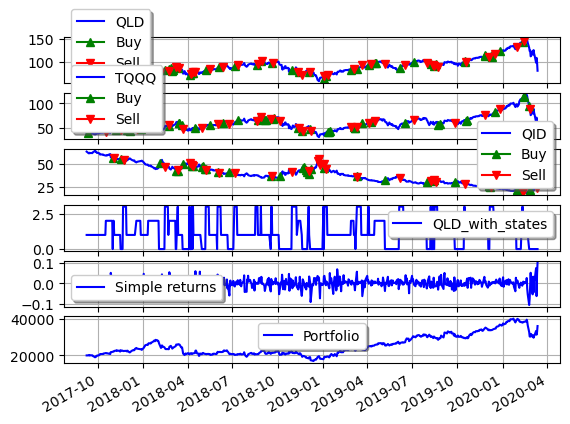 QLD
Buy
Sell
150
100
TQQQ
Buy
Sell
100
50
QID
Buy
Sell
50
25
QLD_with_states
2.5
0.0
Simple returns
0.1
0.0
−0.1
Portfolio
40000
20000
2017-10
2018-01
2018-04
2018-07
2018-10
2019-01
2019-04
2019-07
2019-10
2020-01
2020-04